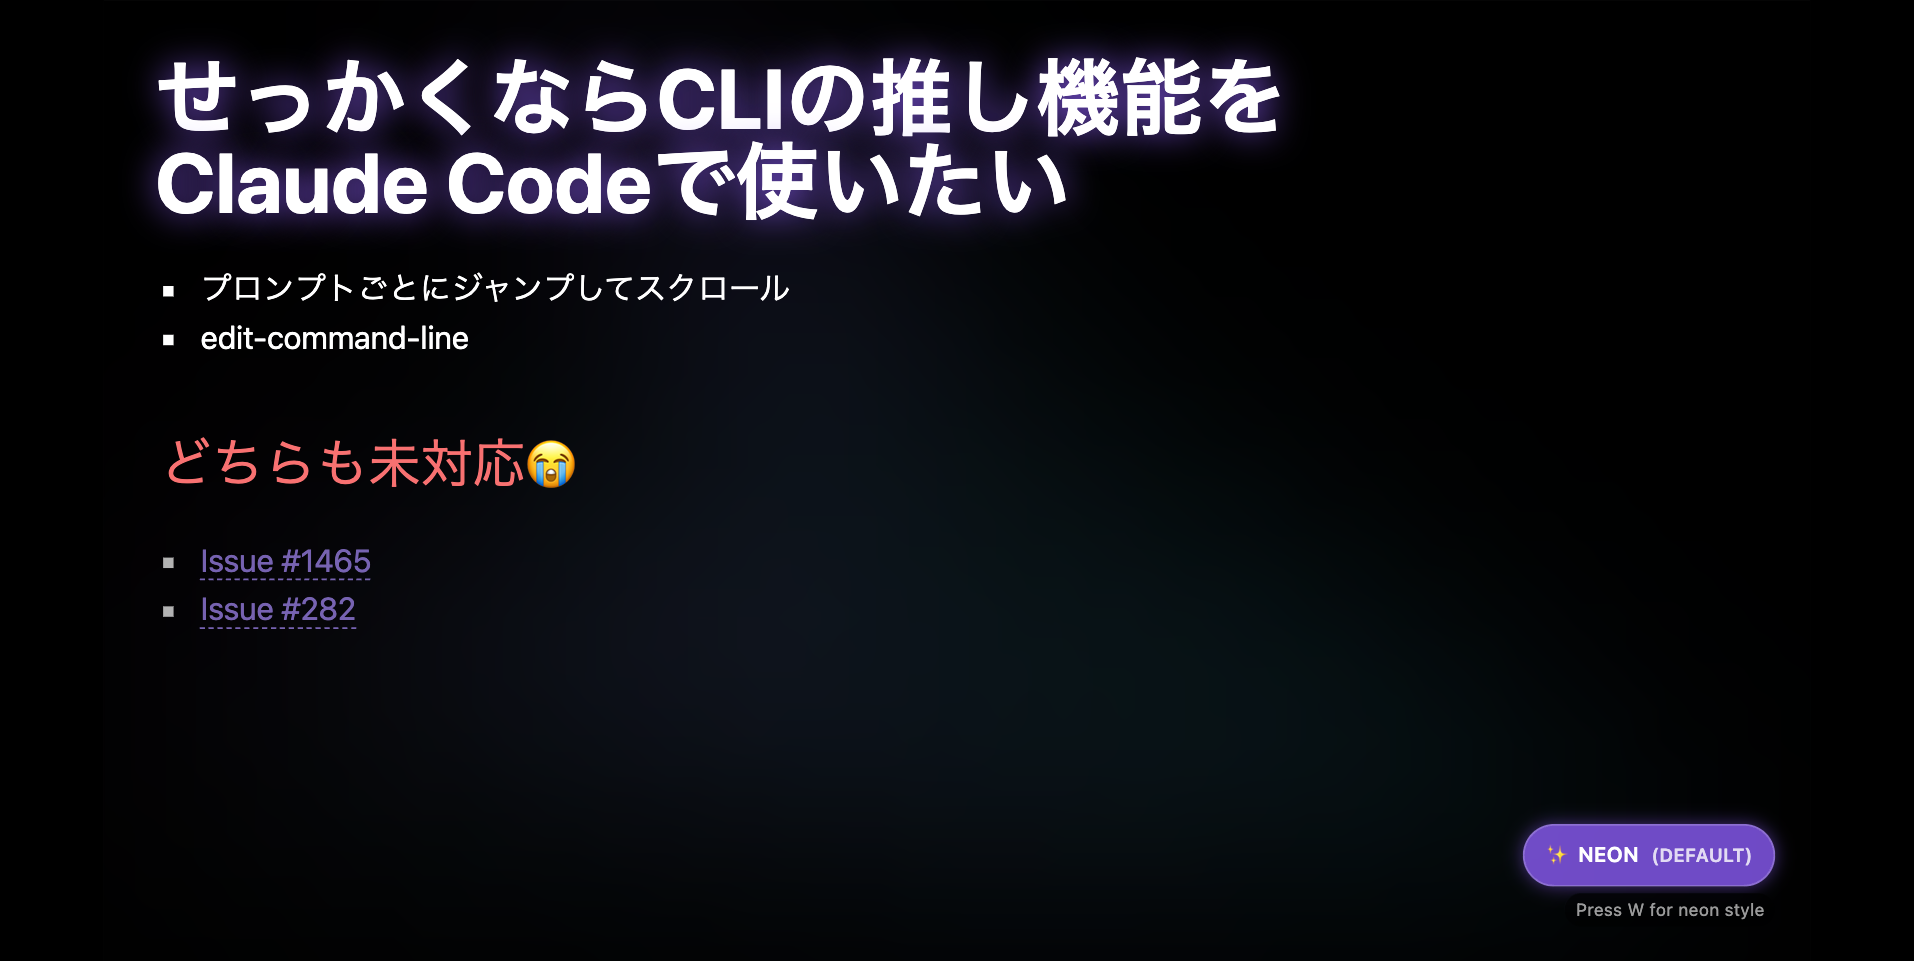 せっかくならCLIの推し機能を
Claude Codeで使いたい
▪ プロンプトごとにジャンプしてスクロール
▪ edit-command-line
どちらも未対応😭
▪ Issue #1465
▪ Issue #282
✨ NEON (DEFAULT)
Press W for neon style